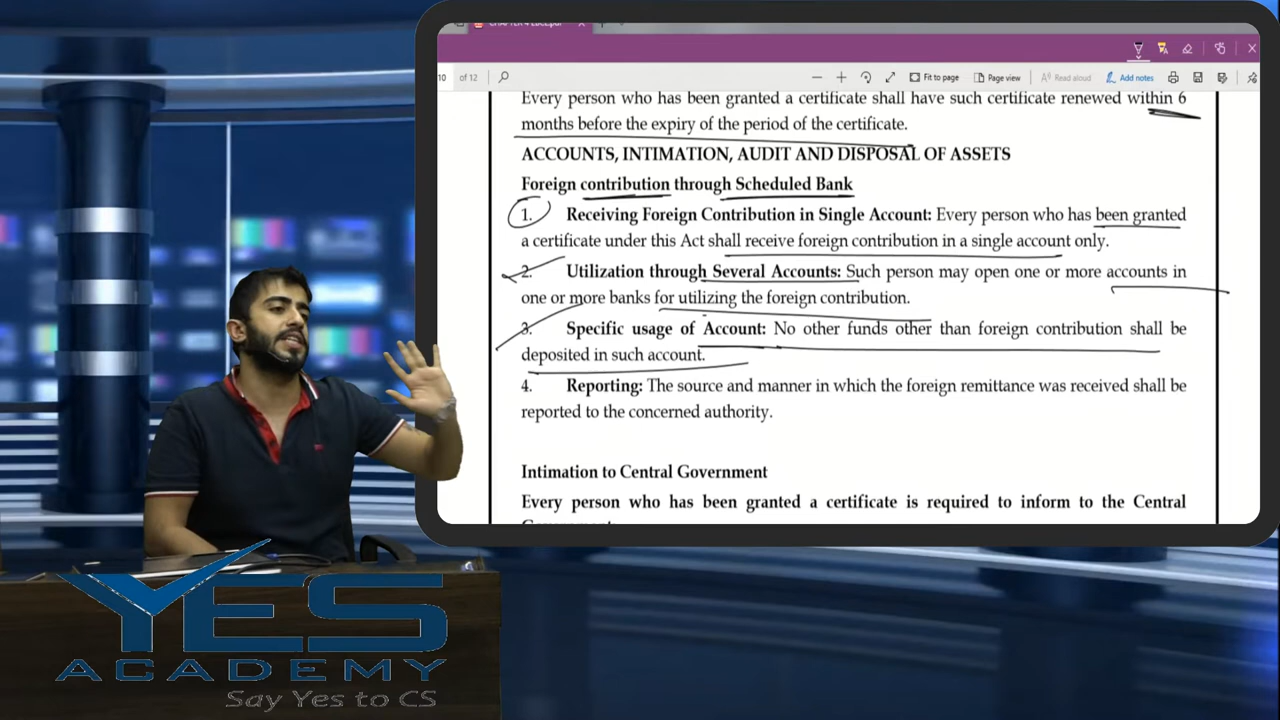 10 of 12
Fit to page
Page view
Read aloud
Add notes
Every person who has been granted a certificate shall have such certificate renewed within 6
months before the expiry of the period of the certificate.
ACCOUNTS, INTIMATION, AUDIT AND DISPOSAL OF ASSETS
Foreign contribution through Scheduled Bank
1. Receiving Foreign Contribution in Single Account: Every person who has been granted
a certificate under this Act shall receive foreign contribution in a single account only.
2. Utilization through Several Accounts: Such person may open one or more accounts in
one or more banks for utilizing the foreign contribution.
3. Specific usage of Account: No other funds other than foreign contribution shall be
deposited in such account.
4. Reporting: The source and manner in which the foreign remittance was received shall be
reported to the concerned authority.
Intimation to Central Government
Every person who has been granted a certificate is required to inform to the Central
YES
ACADEMY
Say Yes to CS